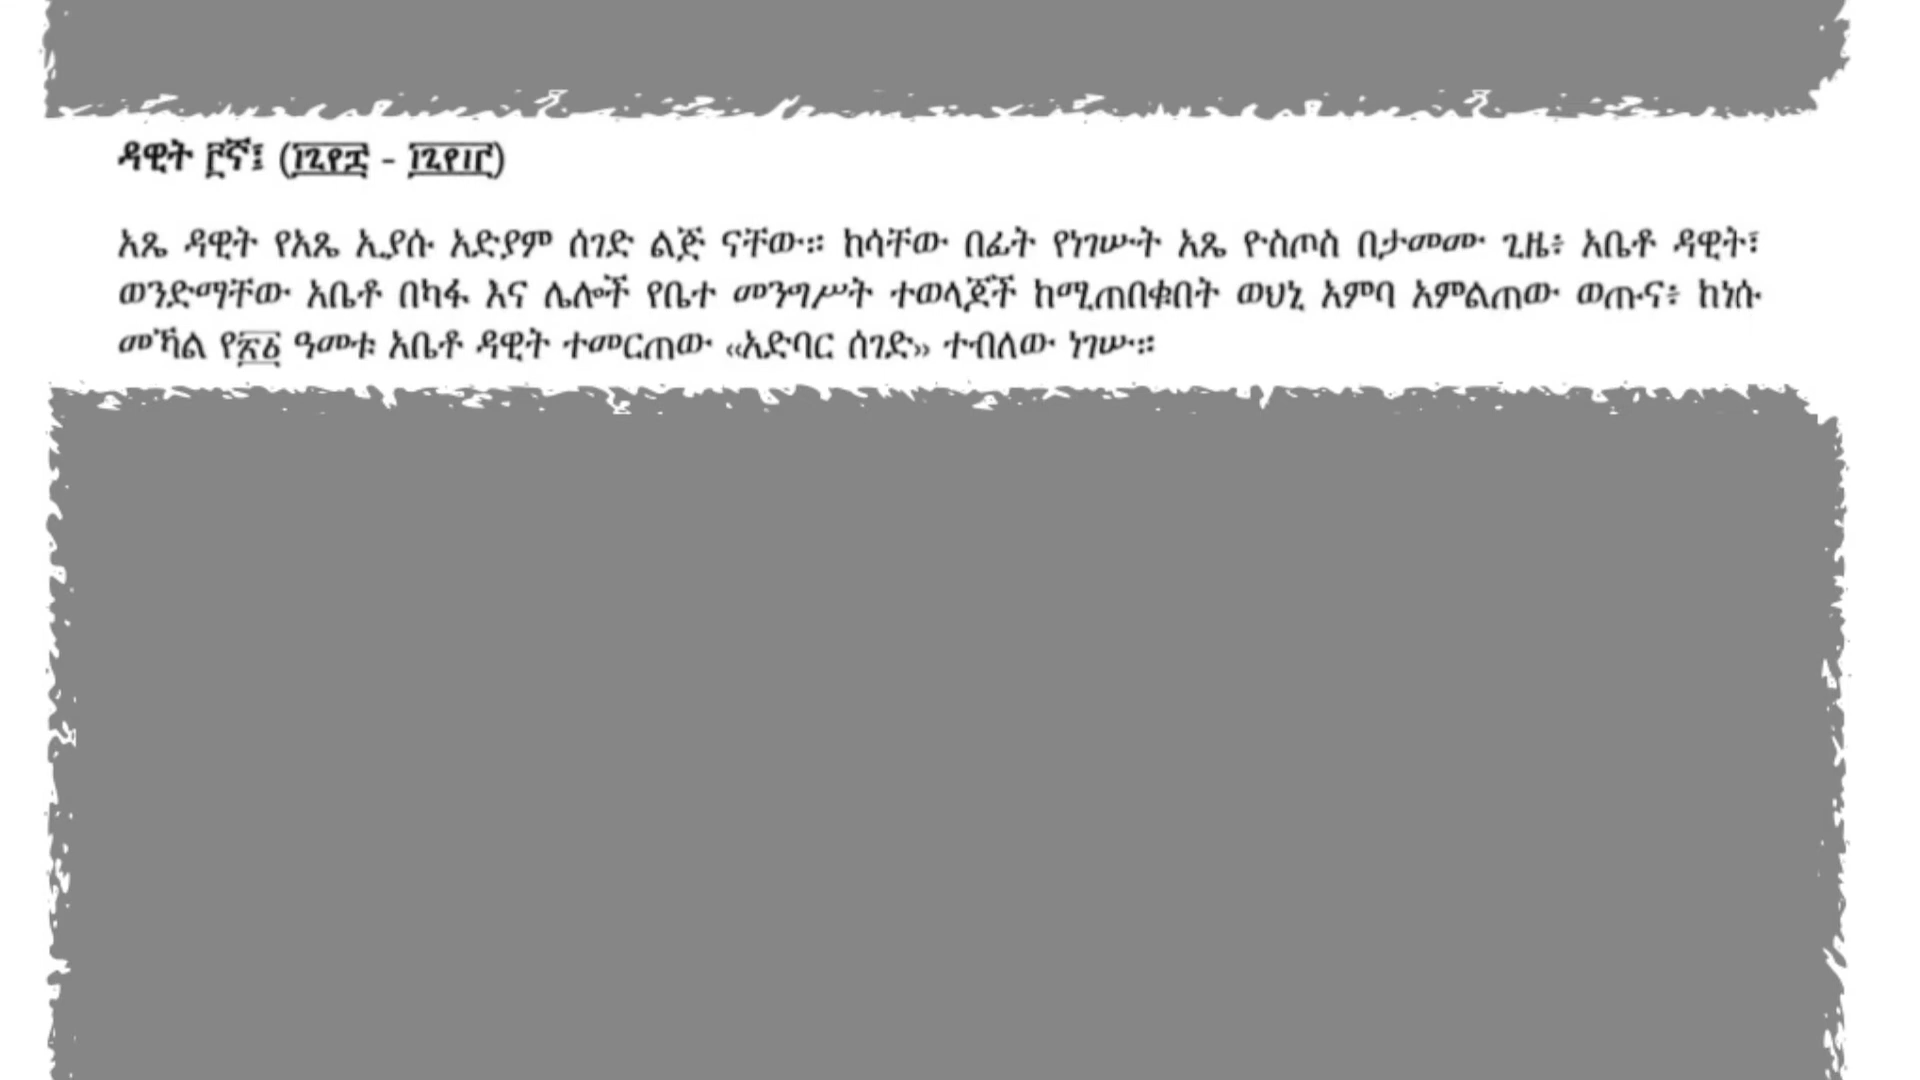 ዳዊት ፫ኛ፤ (፲፯፻፰ - ፲፯፻፲፫)
አጼ ዳዊት የአጼ ኢያሱ አድያም ሰገድ ልጅ ናቸው። ከሳቸው በፊት የነገሡት አጼ ዮስጦስ በታመሙ ጊዜ፥ አቤቶ ዳዊት፣
ወንድማቸው አቤቶ በካፋ እና ሌሎች የቤተ መንግሥት ተወላጆች ከሚጠበቁበት ወህኒ አምባ አምልጠው ወጡና፥ ከነሱ
መኻል የ፳፩ ዓመቱ አቤቶ ዳዊት ተመርጠው ‹‹አድባር ሰገድ›› ተብለው ነገሡ።